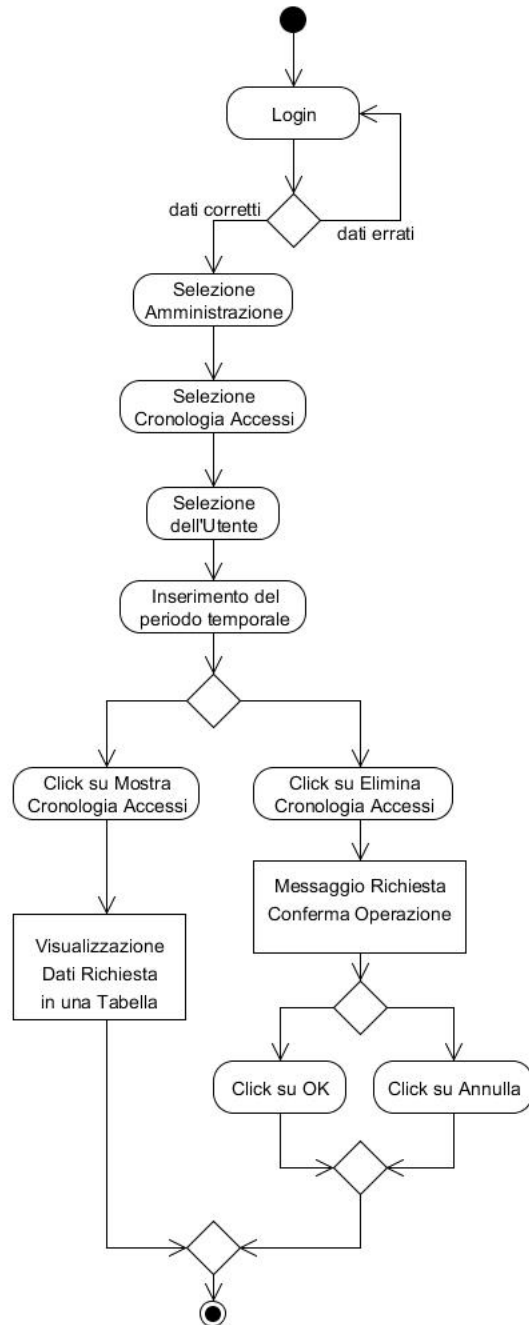 Login
dati corretti
dati errati
Selezione
Amministrazione
Selezione
Cronologia Accessi
Selezione
dell'Utente
Inserimento del
periodo temporale
Click su Mostra
Cronologia Accessi
Click su Elimina
Cronologia Accessi
Messaggio Richiesta
Conferma Operazione
Visualizzazione
Dati Richiesta
in una Tabella
Click su OK
Click su Annulla